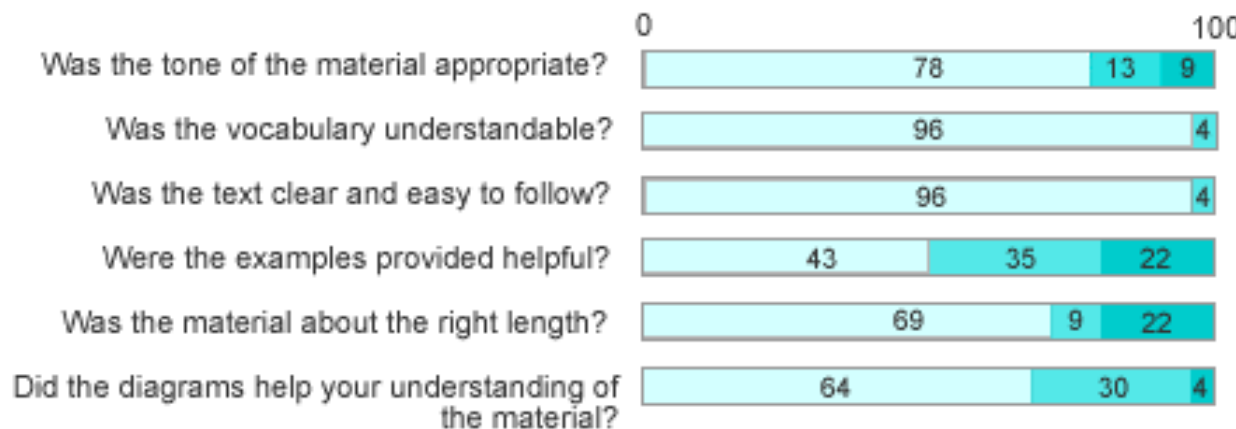 0 100
Was the tone of the material appropriate? 78 13 9
Was the vocabulary understandable? 96 4
Was the text clear and easy to follow? 96 4
Were the examples provided helpful? 43 35 22
Was the material about the right length? 69 9 22
Did the diagrams help your understanding of 64 30 4
the material?